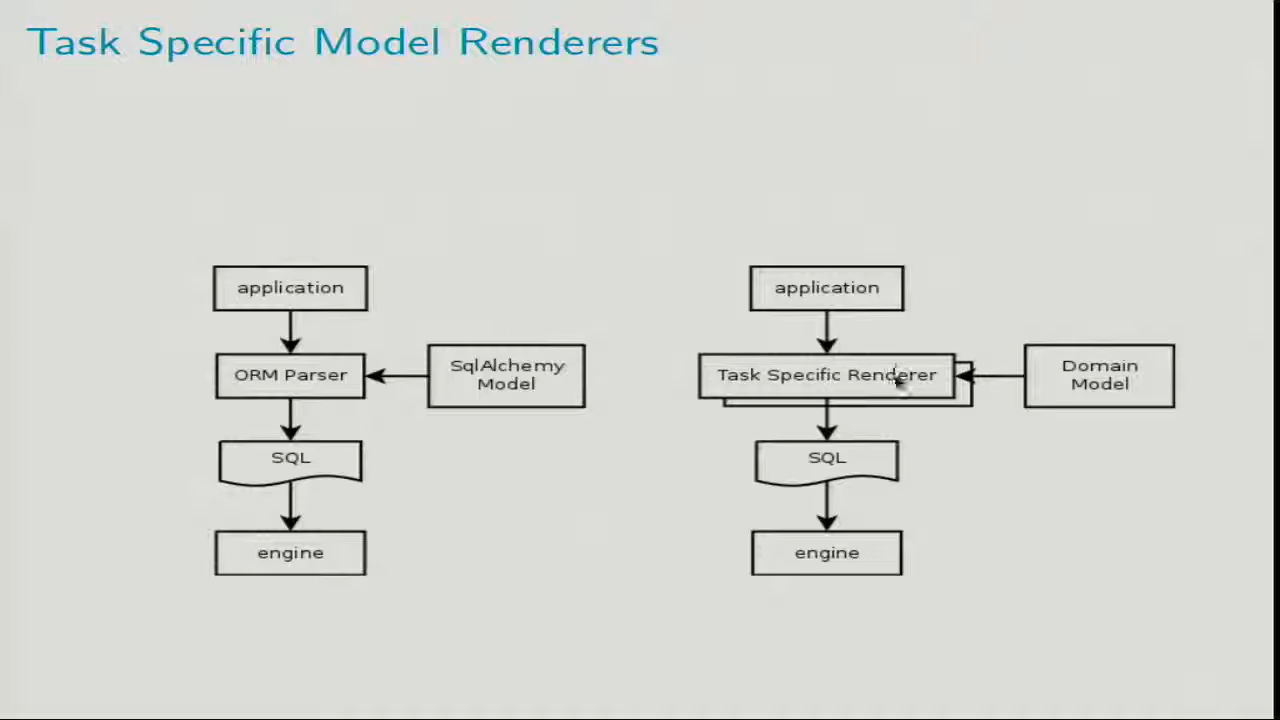 Task Specific Model Renderers
application
ORM Parser
SqlAlchemy
Model
SQL
engine
application
Task Specific Renderer
Domain
Model
SQL
engine